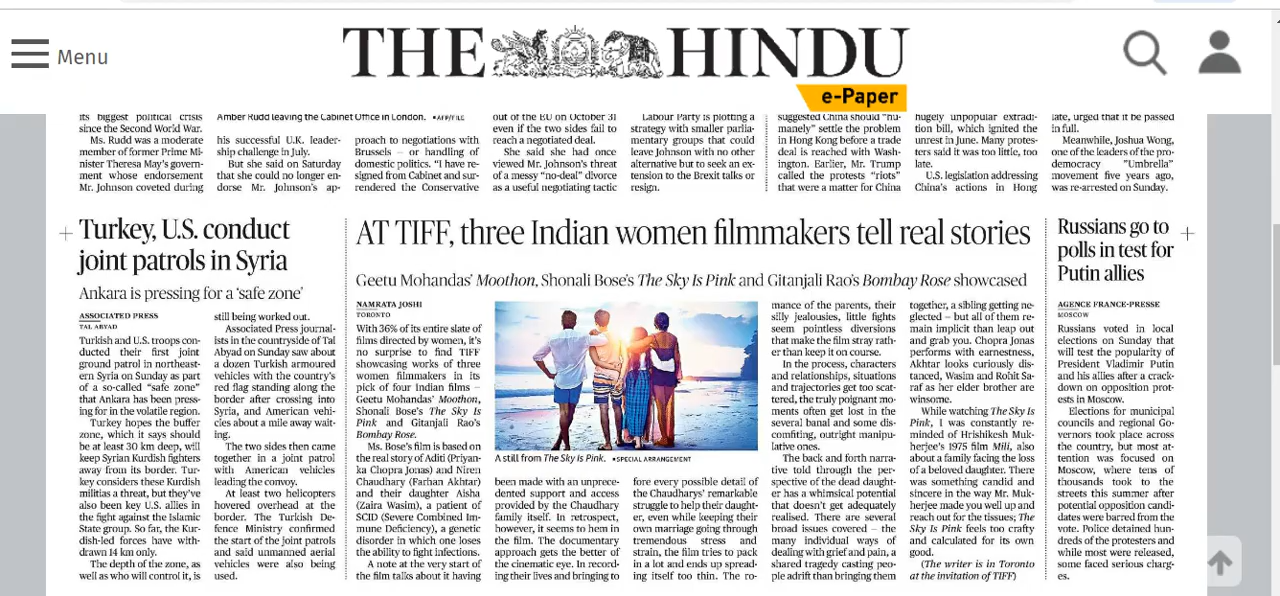 Menu
THE HINDU
e-Paper
its biggest political crisis
since the Second World War.
Ms. Rudd was a moderate
member of former Prime Min-
ister Theresa May's govern-
ment whose endorsement
Mr. Johnson coveted during
Amber Rudd leaving the Cabinet Office in London. •AFP/FILE
his successful U.K. leader-
ship challenge in July.
But she said on Saturday
that she could no longer en-
dorse Mr. Johnson's ap-
proach to negotiations with
Brussels – or handling of
domestic politics. "I have re-
signed from Cabinet and sur-
rendered the Conservative
out of the EU on October 31
even if the two sides fail to
reach a negotiated deal.
She said she had once
viewed Mr. Johnson's threat
of a messy "no-deal" divorce
as a useful negotiating tactic
Labour Party is plotting a
strategy with smaller parlia-
mentary groups that could
leave Johnson with no other
alternative but to seek an ex-
tension to the Brexit talks or
resign.
suggested China should "hu-
manely" settle the problem
in Hong Kong before a trade
deal is reached with Wash-
ington. Earlier, Mr. Trump
called the protests "riots"
that were a matter for China
hugely unpopular extradi-
tion bill, which ignited the
unrest in June. Many protes-
ters said it was too little, too
late.
U.S. legislation addressing
China's actions in Hong
late, urged that it be passed
in full.
Meanwhile, Joshua Wong,
one of the leaders of the pro-
democracy "Umbrella"
movement five years ago,
was re-arrested on Sunday.
Turkey, U.S. conduct
joint patrols in Syria
Ankara is pressing for a 'safe zone'
ASSOCIATED PRESS
TAL ABYAD
Turkish and U.S. troops con-
ducted their first joint
ground patrol in northeast-
ern Syria on Sunday as part
of a so-called "safe zone"
that Ankara has been press-
ing for in the volatile region.
Turkey hopes the buffer
zone, which it says should
be at least 30 km deep, will
keep Syrian Kurdish fighters
away from its border. Tur-
key considers these Kurdish
militias a threat, but they've
also been key U.S. allies in
the fight against the Islamic
State group. So far, the Kur-
dish-led forces have with-
drawn 14 km only.
The depth of the zone, as
well as who will control it, is
still being worked out.
Associated Press journal-
ists in the countryside of Tal
Abyad on Sunday saw about
a dozen Turkish armoured
vehicles with the country's
red flag standing along the
border after crossing into
Syria, and American vehi-
cles about a mile away wait-
ing.
The two sides then came
together in a joint patrol
with American vehicles
leading the convoy.
At least two helicopters
hovered overhead at the
border. The Turkish De-
fence Ministry confirmed
the start of the joint patrols
and said unmanned aerial
vehicles were also being
used.
AT TIFF, three Indian women filmmakers tell real stories
Geetu Mohandas' Moothon, Shonali Bose's The Sky Is Pink and Gitanjali Rao's Bombay Rose showcased
NAMRATA JOSHI
TORONTO
With 36% of its entire slate of
films directed by women, it's
no surprise to find TIFF
showcasing works of three
women filmmakers in its
pick of four Indian films –
Geetu Mohandas' Moothon,
Shonali Bose's The Sky Is
Pink and Gitanjali Rao's
Bombay Rose.
Ms. Bose's film is based on
the real story of Aditi (Priyan-
ka Chopra Jonas) and Niren
Chaudhary (Farhan Akhtar)
and their daughter Aisha
(Zaira Wasim), a patient of
SCID (Severe Combined Im-
mune Deficiency), a genetic
disorder in which one loses
the ability to fight infections.
A note at the very start of
the film talks about it having
A still from The Sky Is Pink. •SPECIAL ARRANGEMENT
been made with an unprece-
dented support and access
provided by the Chaudhary
family itself. In retrospect,
however, it seems to hem in
the film. The documentary
approach gets the better of
the cinematic eye. In record-
ing their lives and bringing to
fore every possible detail of
the Chaudharys' remarkable
struggle to help their daught-
er, even while keeping their
own marriage going through
tremendous stress and
strain, the film tries to pack
in a lot and ends up spread-
ing itself too thin. The ro-
mance of the parents, their
silly jealousies, little fights
seem pointless diversions
that make the film stray rath-
er than keep it on course.
In the process, characters
and relationships, situations
and trajectories get too scat-
tered, the truly poignant mo-
ments often get lost in the
several banal and some dis-
comfiting, outright manipu-
lative ones.
The back and forth narra-
tive told through the per-
spective of the dead daught-
er has a whimsical potential
that doesn't get adequately
realised. There are several
broad issues covered – the
many individual ways of
dealing with grief and pain, a
shared tragedy casting peo-
ple adrift than bringing them
together, a sibling getting ne-
glected – but all of them re-
main implicit than leap out
and grab you. Chopra Jonas
performs with earnestness,
Akhtar looks curiously dis-
tanced, Wasim and Rohit Sa-
raf as her elder brother are
winsome.
While watching The Sky Is
Pink, I was constantly re-
minded of Hrishikesh Muk-
herjee's 1975 film Mili, also
about a family facing the loss
of a beloved daughter. There
was something candid and
sincere in the way Mr. Muk-
herjee made you well up and
reach out for the tissues; The
Sky Is Pink feels too crafty
and calculated for its own
good.
(The writer is in Toronto
at the invitation of TIFF)
Russians go to
polls in test for
Putin allies
AGENCE FRANCE-PRESSE
MOSCOW
Russians voted in local
elections on Sunday that
will test the popularity of
President Vladimir Putin
and his allies after a crack-
down on opposition prot-
ests in Moscow.
Elections for municipal
councils and regional Go-
vernors took place across
the country, but most at-
tention was focused on
Moscow, where tens of
thousands took to the
streets this summer after
potential opposition candi-
dates were barred from the
vote. Police detained hun-
dreds of the protesters and
while most were released,
some faced serious charg-
es.